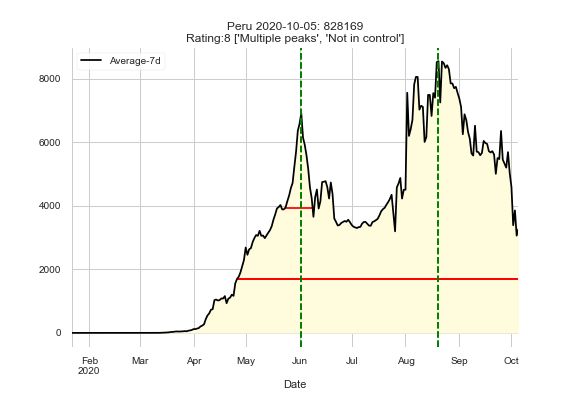 Peru 2020-10-05: 828169
Rating:8 ['Multiple peaks', 'Not in control']
Average-7d
8000
6000
4000
2000
0
Feb Mar Apr May Jun Jul Aug Sep Oct
2020
Date